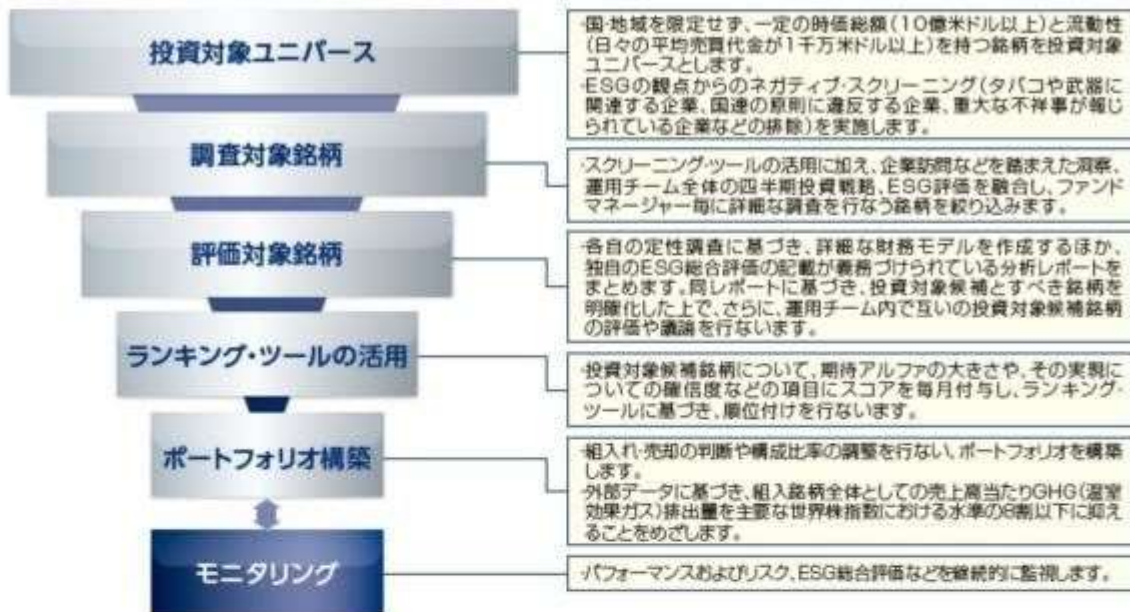 投資対象ユニバース
・国・地域を限定せず、一定の時価総額(10億米ドル以上)と流動性
(日々の平均売買代金が1千万米ドル以上)を持つ銘柄を投資対象
ユニバースとします。
・ESGの観点からのネガティブ・スクリーニング(タバコや武器に
関連する企業、国連の原則に違反する企業、重大な不祥事が報じ
られている企業などの排除)を実施します。
調査対象銘柄
・スクリーニング・ツールの活用に加え、企業訪問などを踏まえた洞察、
運用チーム全体の四半期投資戦略、ESG評価を融合し、ファンド
マネージャー毎に詳細な調査を行なう銘柄を絞り込みます。
評価対象銘柄
・各自の定性調査に基づき、詳細な財務モデルを作成するほか、
独自のESG総合評価の記載が義務づけられている分析レポートを
まとめます。同レポートに基づき、投資対象候補とすべき銘柄を
明確化した上で、さらに、運用チーム内で互いの投資対象候補銘柄
の評価や議論を行ないます。
ランキング・ツールの活用
・投資対象候補銘柄について、期待アルファの大きさや、その実現に
ついての確信度などの項目にスコアを毎月付与し、ランキング・
ツールに基づき、順位付けを行ないます。
ポートフォリオ構築
・組入れ・売却の判断や構成比率の調整を行ない、ポートフォリオを構築
します。
・外部データに基づき、組入銘柄全体としての売上高当たりGHG(温室
効果ガス)排出量を主要な世界株指数における水準の8割以下に抑え
ることをめざします。
モニタリング
・パフォーマンスおよびリスク、ESG総合評価などを継続的に監視します。